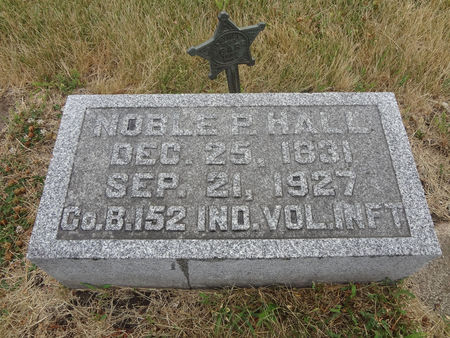 NOBLE P. HALL
DEC. 25, 1831
SEP. 21, 1927
CO. B. 152 IND. VOL. INFT